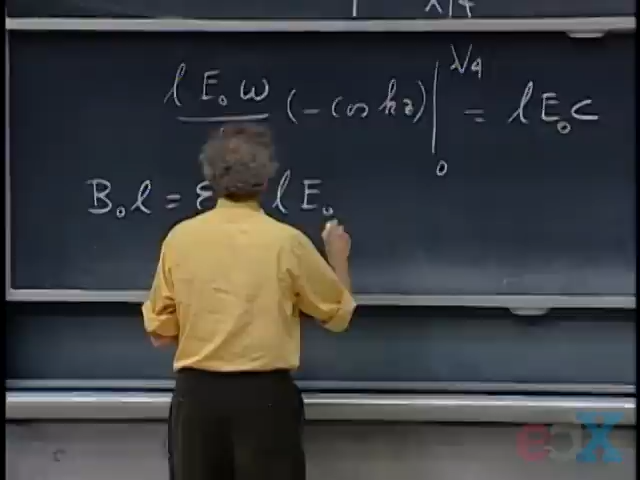 λ/4
l E₀ ω (-cos kz) |₀^λ/4 = l E₀ C
B₀ l = ε l E₀
edX